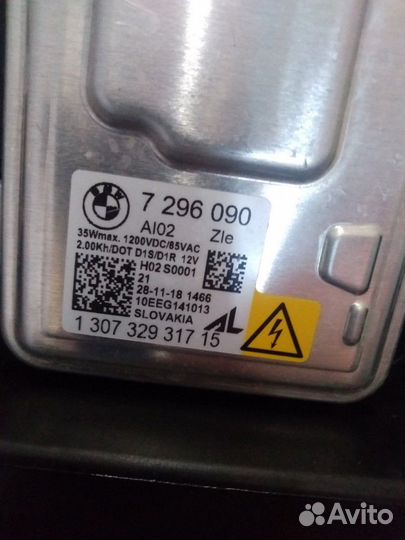 BMW
7 296 090
AI02 Zle
35Wmax. 1200VDC/85VAC
2.00Kh/DOT D1S/D1R 12V
H02 S0001
21
28-11-18 1466
10EEG141013
SLOVAKIA
AL
1 307 329 317 15
Avito